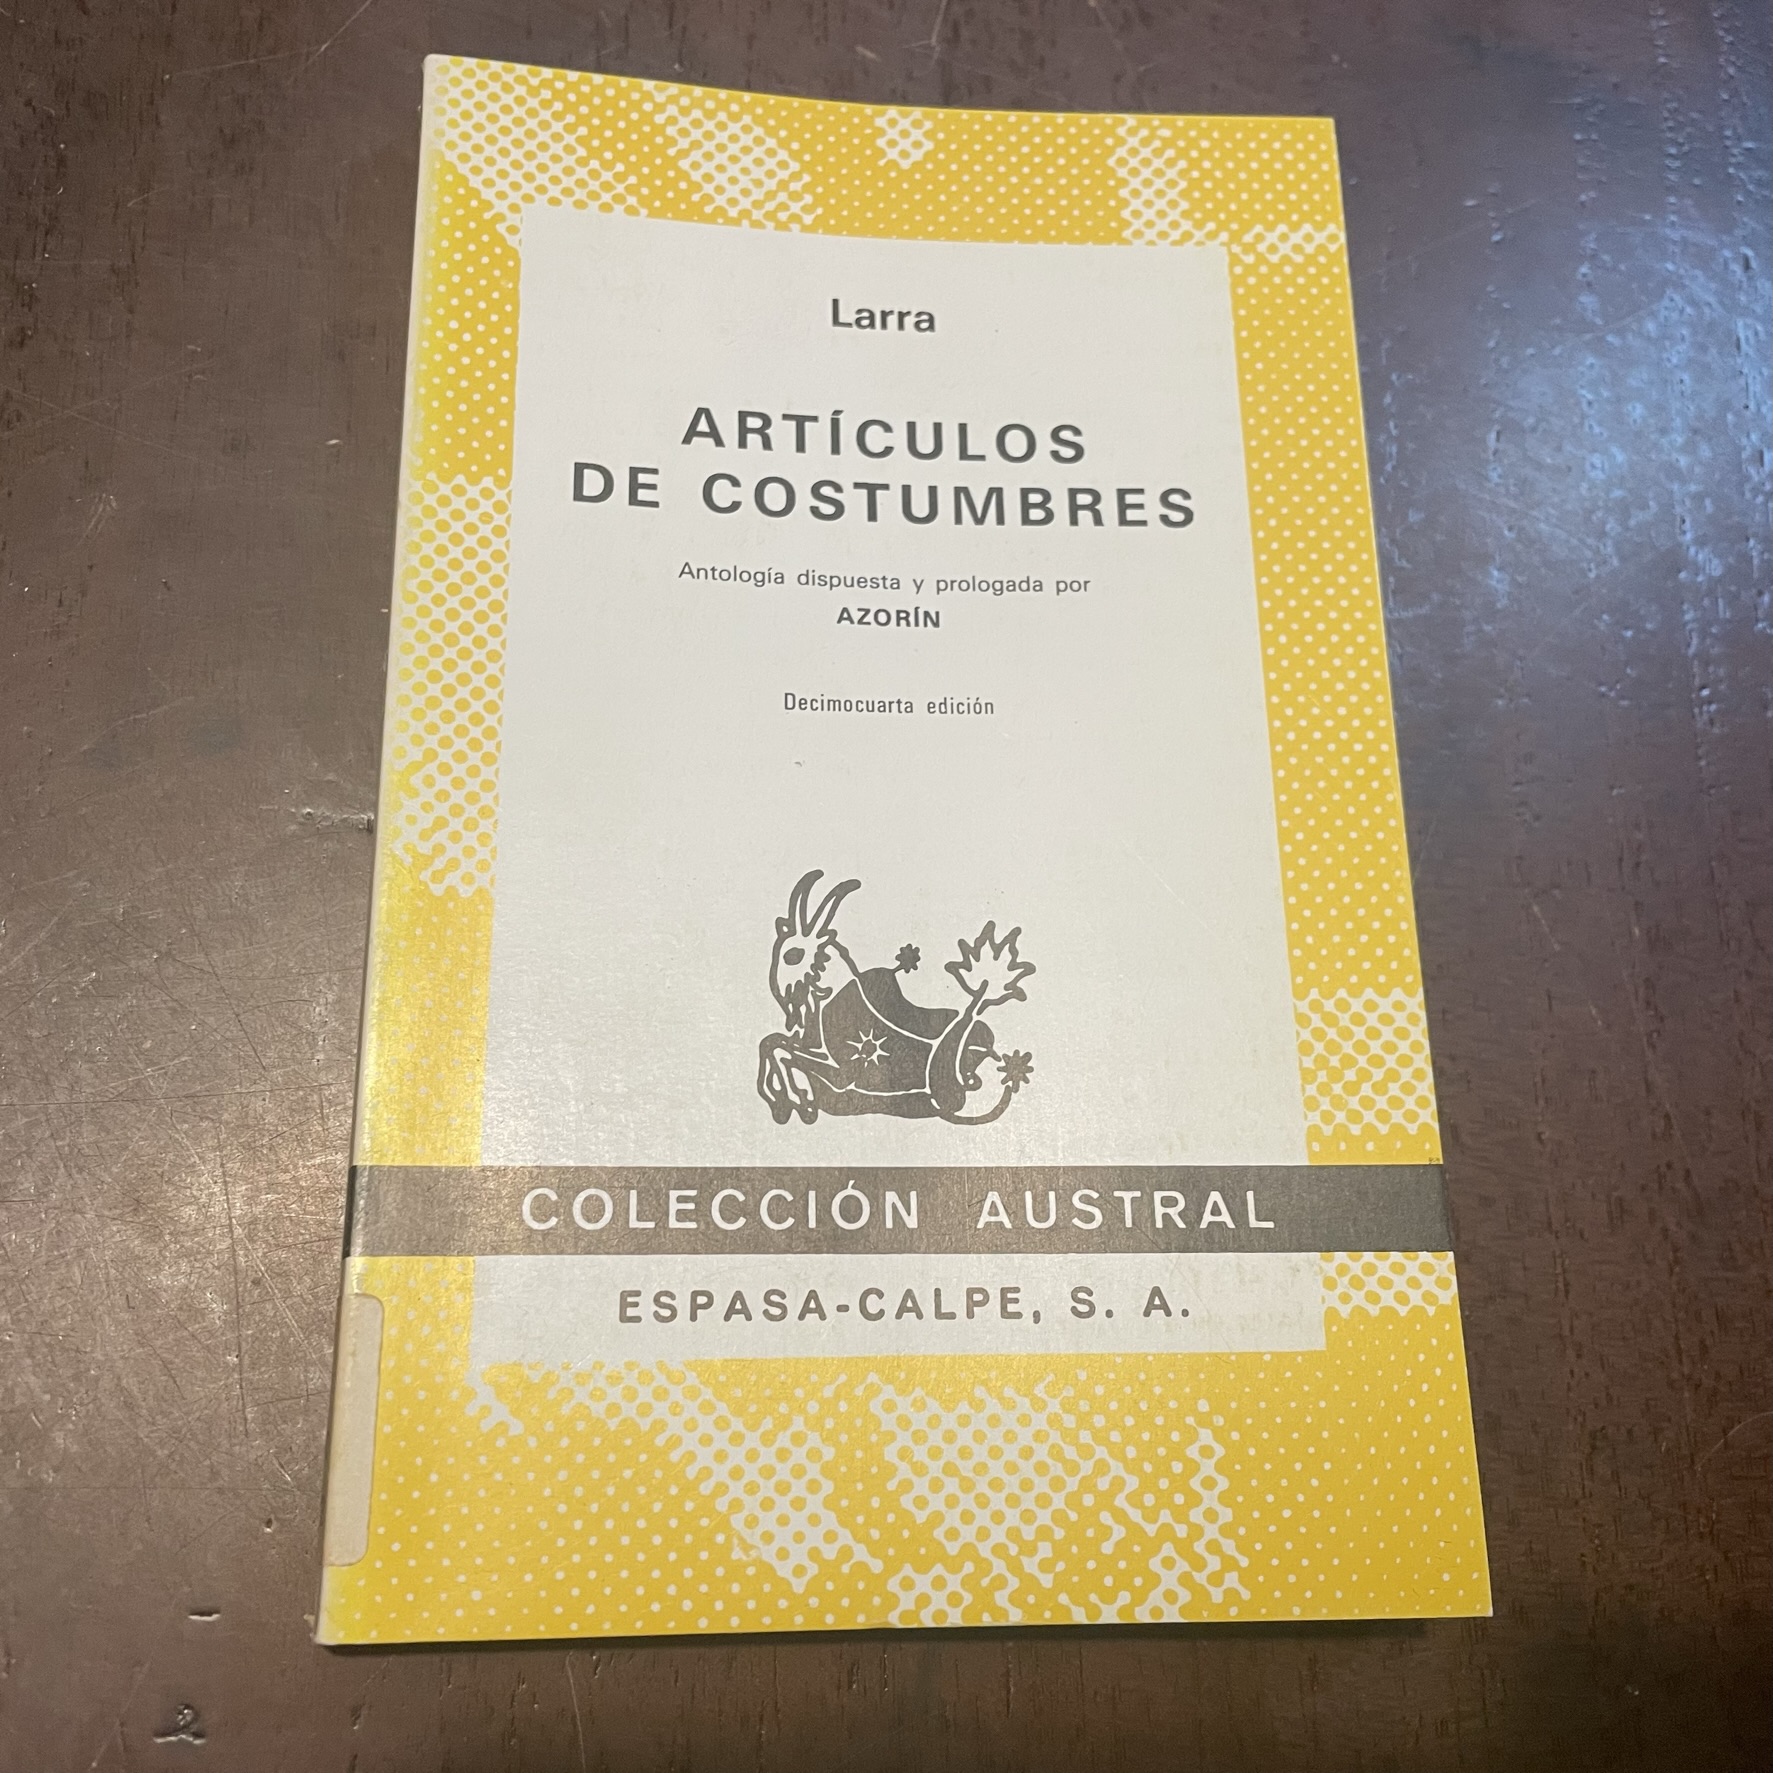 Larra
ARTÍCULOS
DE COSTUMBRES
Antología dispuesta y prologada por
AZORÍN
Decimocuarta edición
COLECCIÓN AUSTRAL
ESPASA-CALPE, S. A.